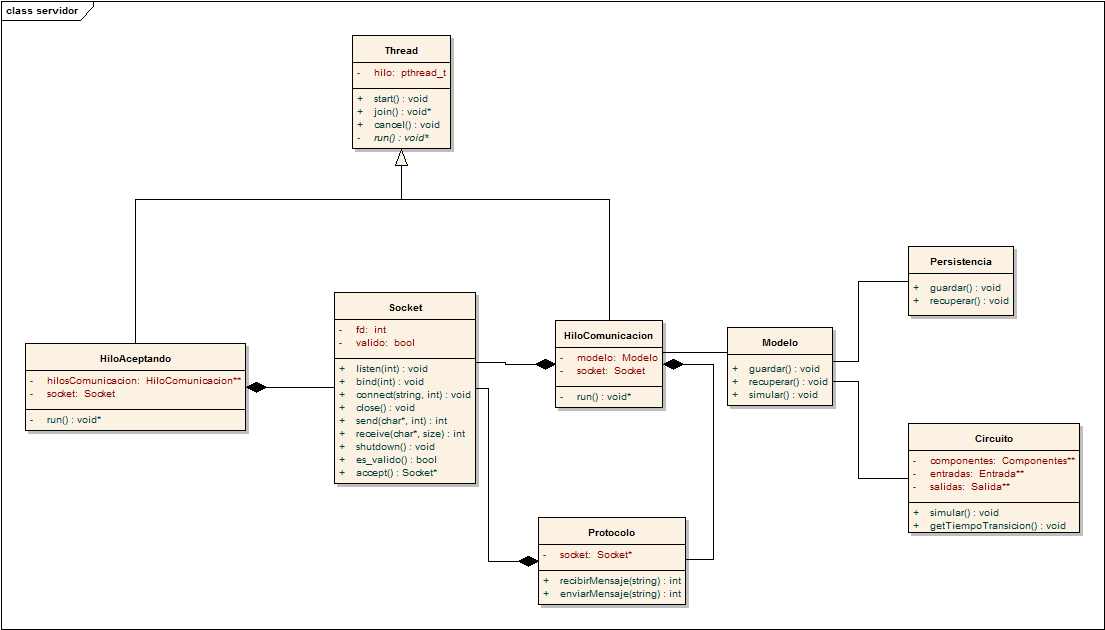 class servidor
Thread
- hilo: pthread_t
+ start() : void
+ join() : void*
+ cancel() : void
- run() : void*
Persistencia
+ guardar() : void
+ recuperar() : void
Socket
- fd: int
- valido: bool
+ listen(int) : void
+ bind(int) : void
+ connect(string, int) : void
+ close() : void
+ send(char*, int) : int
+ receive(char*, size) : int
+ shutdown() : void
+ es_valido() : bool
+ accept() : Socket*
HiloComunicacion
- modelo: Modelo
- socket: Socket
- run() : void*
Modelo
+ guardar() : void
+ recuperar() : void
+ simular() : void
HiloAceptando
- hilosComunicacion: HiloComunicacion**
- socket: Socket
- run() : void*
Circuito
- componentes: Componentes**
- entradas: Entrada**
- salidas: Salida**
+ simular() : void
+ getTiempoTransicion() : void
Protocolo
- socket: Socket*
+ recibirMensaje(string) : int
+ enviarMensaje(string) : int